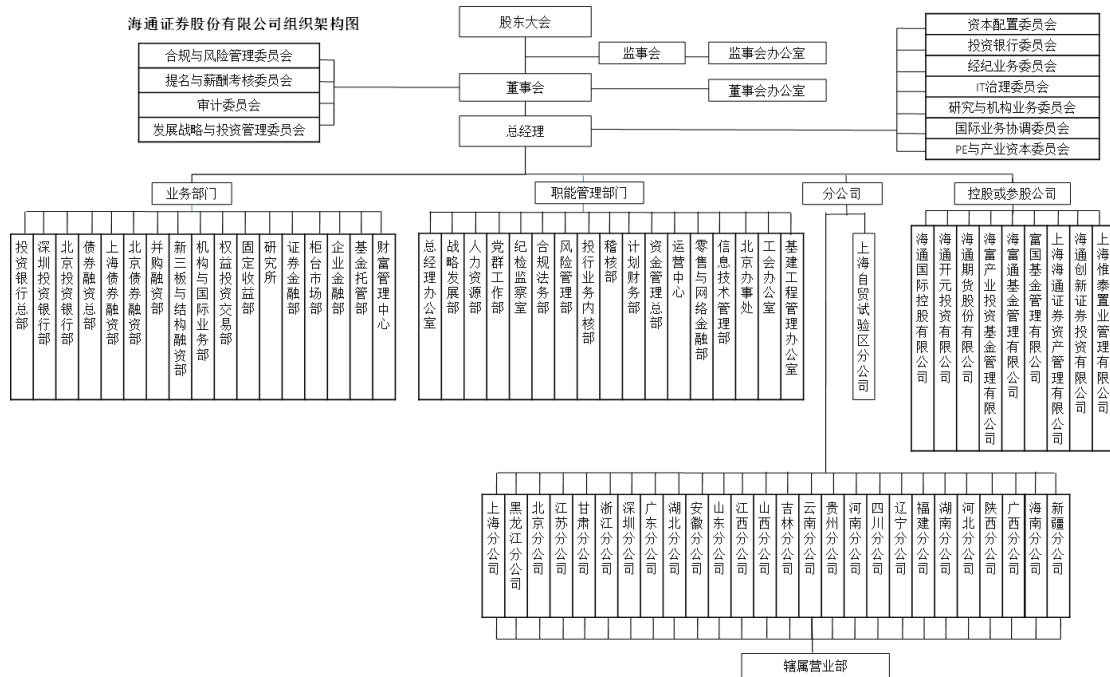 海通证券股份有限公司组织架构图
股东大会
监事会
监事会办公室
董事会
董事会办公室
总经理
合规与风险管理委员会
提名与薪酬考核委员会
审计委员会
发展战略与投资管理委员会
资本配置委员会
投资银行委员会
经纪业务委员会
IT治理委员会
研究与机构业务委员会
国际业务协调委员会
PE与产业资本委员会
业务部门
投资银行总部
深圳投资银行部
北京投资银行部
债券融资总部
上海债券融资部
北京债券融资部
并购融资部
新三板与结构融资部
机构与国际业务部
权益投资交易部
固定收益部
研究所
证券金融部
柜台市场部
企业金融部
基金托管部
财富管理中心
职能管理部门
总经理办公室
战略发展部
人力资源部
党群工作部
纪检监察室
合规法务部
风险管理部
投行业务内核部
稽核部
计划财务部
资金管理总部
运营中心
零售与网络金融部
信息技术管理部
北京办事处
工会办公室
基建工程管理办公室
分公司
上海自贸试验区分公司
控股或参股公司
海通国际控股有限公司
海通开元投资有限公司
海通期货股份有限公司
海富产业投资基金管理有限公司
海富通基金管理有限公司
富国基金管理有限公司
上海海通证券资产管理有限公司
海通创新证券投资有限公司
上海惟泰置业管理有限公司
上海分公司
黑龙江分公司
北京分公司
江苏分公司
甘肃分公司
浙江分公司
深圳分公司
广东分公司
湖北分公司
安徽分公司
山东分公司
江西分公司
山西分公司
吉林分公司
云南分公司
贵州分公司
河南分公司
四川分公司
辽宁分公司
福建分公司
湖南分公司
河北分公司
陕西分公司
广西分公司
海南分公司
新疆分公司
辖属营业部